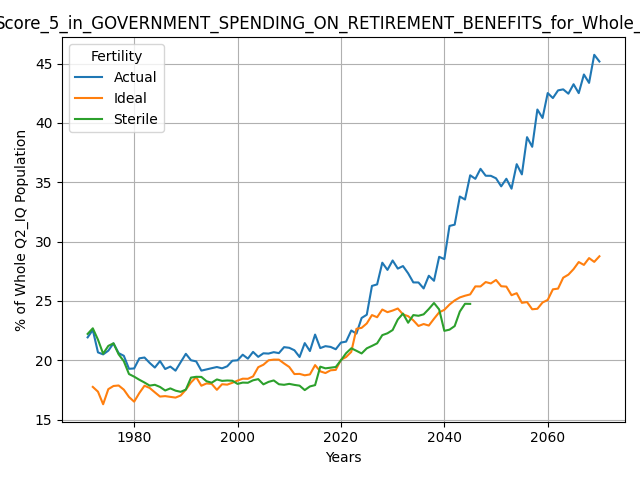 Score_5_in_GOVERNMENT_SPENDING_ON_RETIREMENT_BENEFITS_for_Whole_
Fertility
Actual
Ideal
Sterile
% of Whole Q2_IQ Population
45
40
35
30
25
20
15
1980
2000
2020
2040
2060
Years